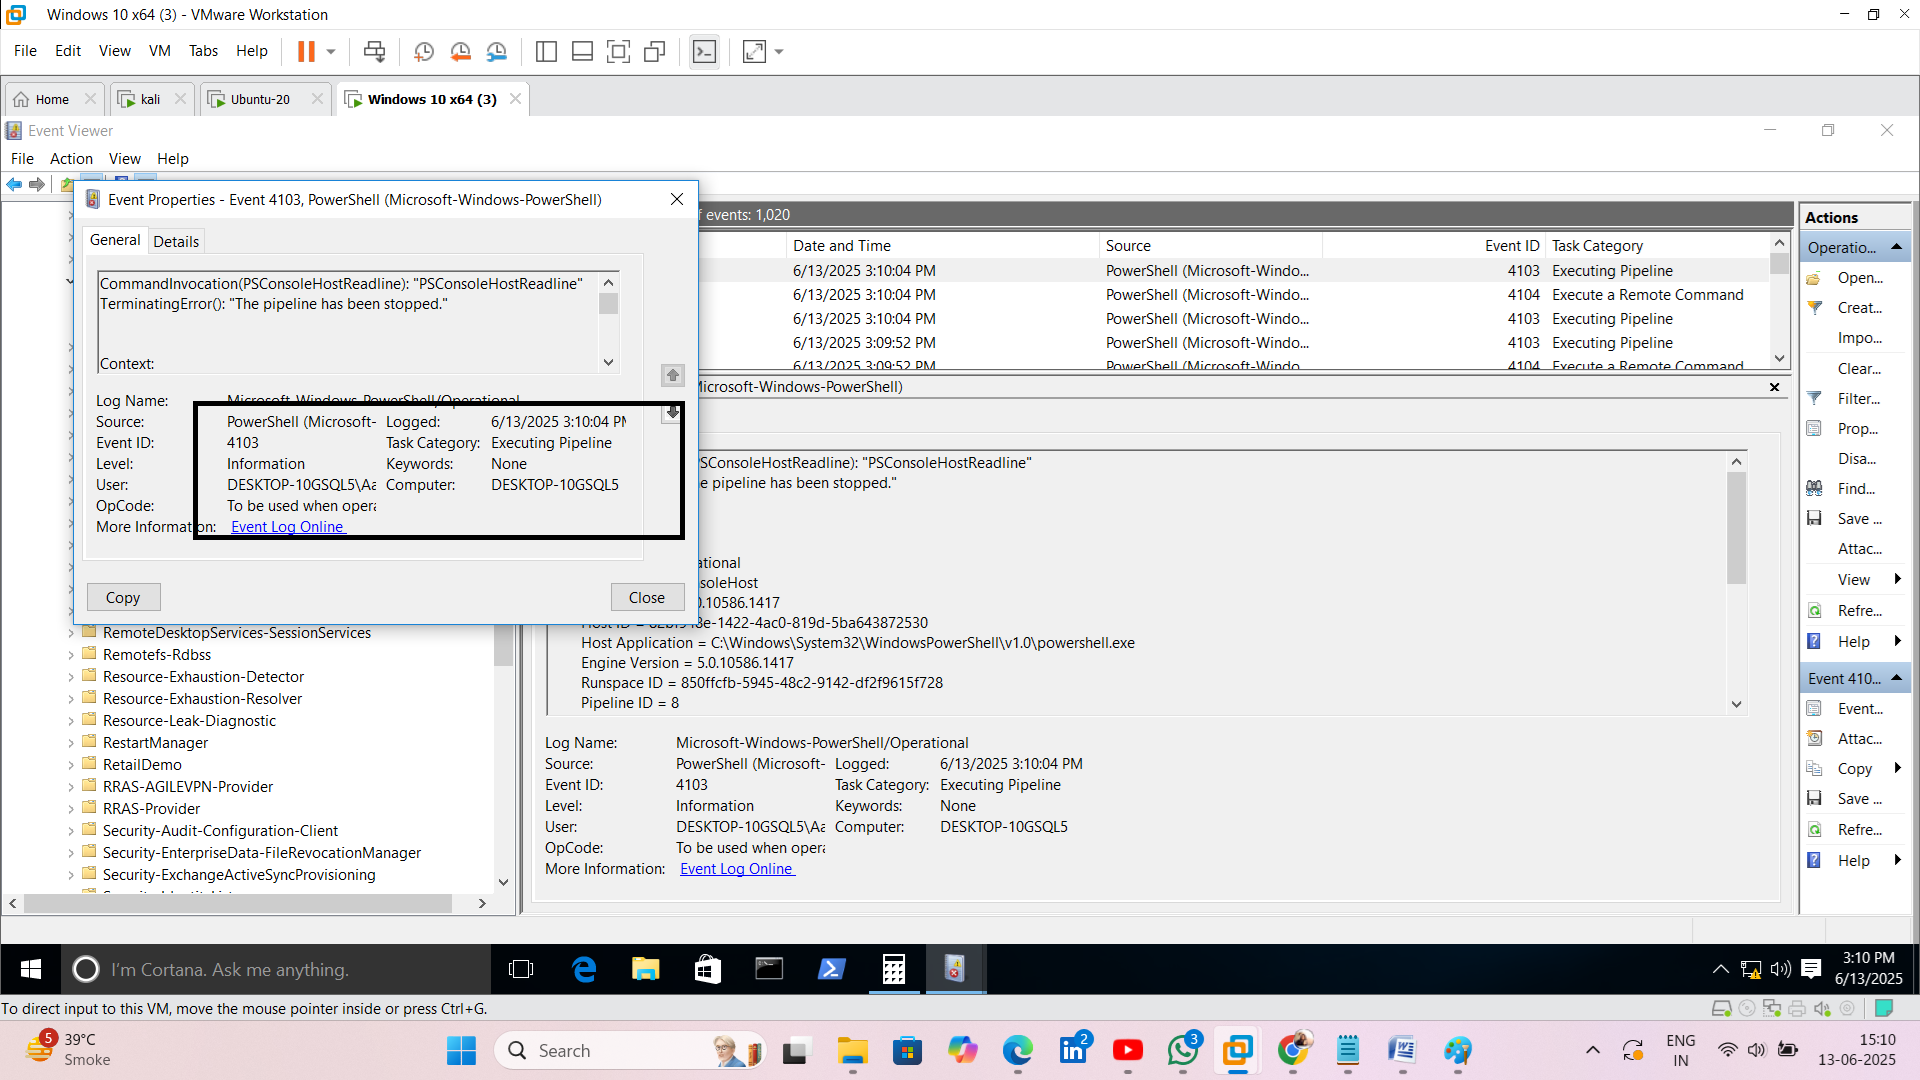 Windows 10 x64 (3) - VMware Workstation
File Edit View VM Tabs Help
Home kali Ubuntu-20 Windows 10 x64 (3)
Event Viewer
File Action View Help
Event Properties - Event 4103, PowerShell (Microsoft-Windows-PowerShell)
General Details
CommandInvocation(PSConsoleHostReadline): "PSConsoleHostReadline"
TerminatingError(): "The pipeline has been stopped."
Context:
Log Name: Microsoft-Windows-PowerShell/Operational
Source: PowerShell (Microsoft- Logged: 6/13/2025 3:10:04 PM
Event ID: 4103 Task Category: Executing Pipeline
Level: Information Keywords: None
User: DESKTOP-10GSQL5\Aa Computer: DESKTOP-10GSQL5
OpCode: To be used when opera
More Information: Event Log Online
Copy Close
RemoteDesktopServices-SessionServices
Remotefs-Rdbss
Resource-Exhaustion-Detector
Resource-Exhaustion-Resolver
Resource-Leak-Diagnostic
RestartManager
RetailDemo
RRAS-AGILEVPN-Provider
RRAS-Provider
Security-Audit-Configuration-Client
Security-EnterpriseData-FileRevocationManager
Security-ExchangeActiveSyncProvisioning
f events: 1,020
Date and Time Source Event ID Task Category
6/13/2025 3:10:04 PM PowerShell (Microsoft-Windo... 4103 Executing Pipeline
6/13/2025 3:10:04 PM PowerShell (Microsoft-Windo... 4104 Execute a Remote Command
6/13/2025 3:10:04 PM PowerShell (Microsoft-Windo... 4103 Executing Pipeline
6/13/2025 3:09:52 PM PowerShell (Microsoft-Windo... 4103 Executing Pipeline
6/13/2025 3:09:52 PM PowerShell (Microsoft-Windo... 4104 Execute a Remote Command
Microsoft-Windows-PowerShell)
PSConsoleHostReadline): "PSConsoleHostReadline"
e pipeline has been stopped."
ational
soleHost
0.10586.1417
8e-1422-4ac0-819d-5ba643872530
Host Application = C:\Windows\System32\WindowsPowerShell\v1.0\powershell.exe
Engine Version = 5.0.10586.1417
Runspace ID = 850ffcfb-5945-48c2-9142-df2f9615f728
Pipeline ID = 8
Log Name: Microsoft-Windows-PowerShell/Operational
Source: PowerShell (Microsoft- Logged: 6/13/2025 3:10:04 PM
Event ID: 4103 Task Category: Executing Pipeline
Level: Information Keywords: None
User: DESKTOP-10GSQL5\Aa Computer: DESKTOP-10GSQL5
OpCode: To be used when opera
More Information: Event Log Online
Actions
Operatio...
Open...
Creat...
Impo...
Clear...
Filter...
Prop...
Disa...
Find...
Save ...
Attac...
View
Refre...
Help
Event 410...
Event...
Attac...
Copy
Save ...
Refre...
Help
I'm Cortana. Ask me anything.
3:10 PM
6/13/2025
To direct input to this VM, move the mouse pointer inside or press Ctrl+G.
5
39°C
Smoke
Search
2
3
ENG
IN
15:10
13-06-2025